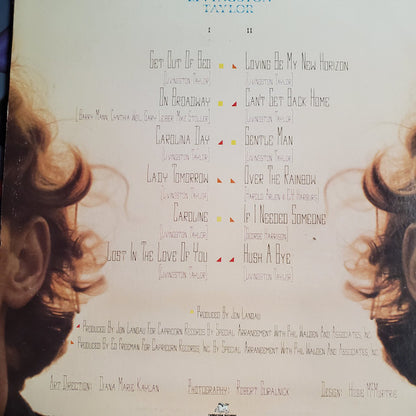 LIVINGSTON
TAYLOR
I II
Get Out Of Bed
[Livingston Taylor]
On Broadway
[Barry Mann, Cynthia Weil, Gary Leiber, Mike Stoller]
Carolina Day
[Livingston Taylor]
Lady Tomorrow
[Livingston Taylor]
Caroline
[Livingston Taylor]
Lost In The Love Of You
[Livingston Taylor]
Loving Be My New Horizon
[Livingston Taylor]
Can't Get Back Home
[Livingston Taylor]
Gentle Man
[Livingston Taylor]
Over The Rainbow
[Harold Arlen & E.Y. Harburg]
If I Needed Someone
[George Harrison]
Hush A Bye
[Livingston Taylor]
Produced By Jon Landau
Produced By Jon Landau For Capricorn Records By Special Arrangement With Phil Walden And Associates, Inc.
Produced By Ed Freeman For Capricorn Records, Inc. By Special Arrangement With Phil Walden And Associates, Inc.
Art Direction: Diana Marie Kaylan Photography: Robert Goralnick Design: